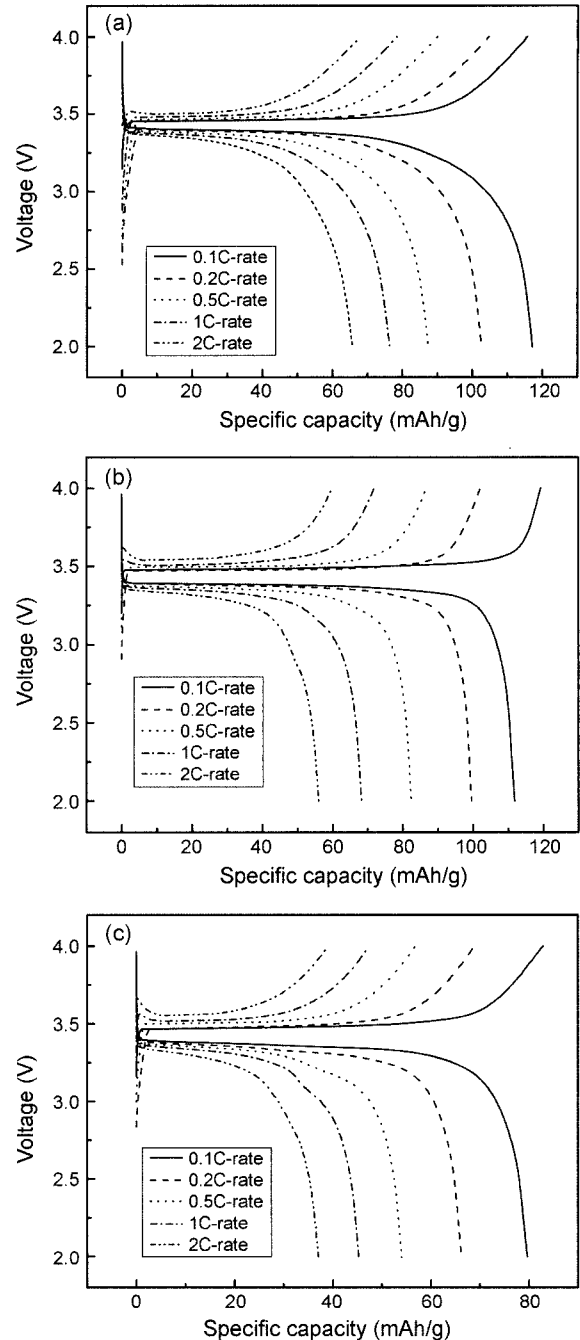 (a)
4.0
3.5
3.0
2.5
2.0
Voltage (V)
0.1C-rate
0.2C-rate
0.5C-rate
1C-rate
2C-rate
0 20 40 60 80 100 120
Specific capacity (mAh/g)
(b)
4.0
3.5
3.0
2.5
2.0
Voltage (V)
0.1C-rate
0.2C-rate
0.5C-rate
1C-rate
2C-rate
0 20 40 60 80 100 120
Specific capacity (mAh/g)
(c)
4.0
3.5
3.0
2.5
2.0
Voltage (V)
0.1C-rate
0.2C-rate
0.5C-rate
1C-rate
2C-rate
0 20 40 60 80
Specific capacity (mAh/g)